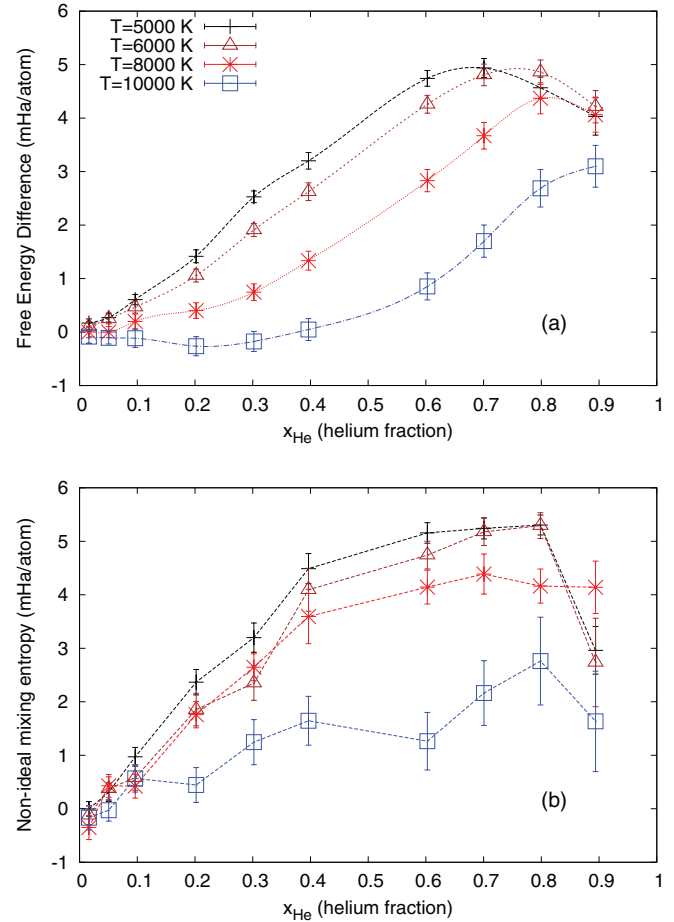 T=5000 K
T=6000 K
T=8000 K
T=10000 K
6
5
4
3
2
1
0
-1
Free Energy Difference (mHa/atom)
(a)
0 0.1 0.2 0.3 0.4 0.5 0.6 0.7 0.8 0.9 1
xHe (helium fraction)
6
5
4
3
2
1
0
-1
Non-ideal mixing entropy (mHa/atom)
(b)
0 0.1 0.2 0.3 0.4 0.5 0.6 0.7 0.8 0.9 1
xHe (helium fraction)